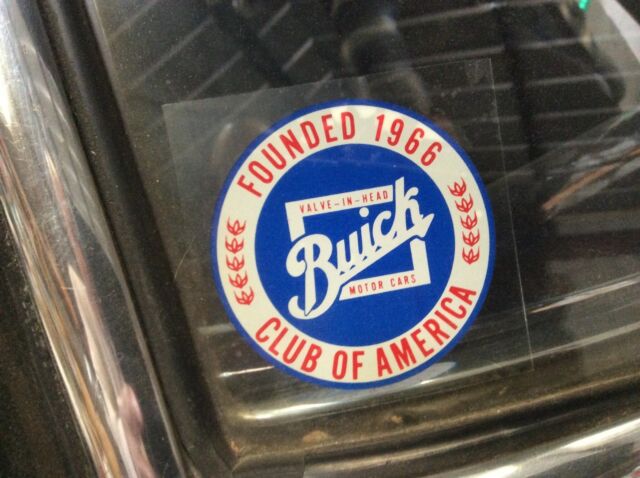 FOUNDED 1966
VALVE-IN-HEAD
Buick
MOTOR CARS
CLUB OF AMERICA